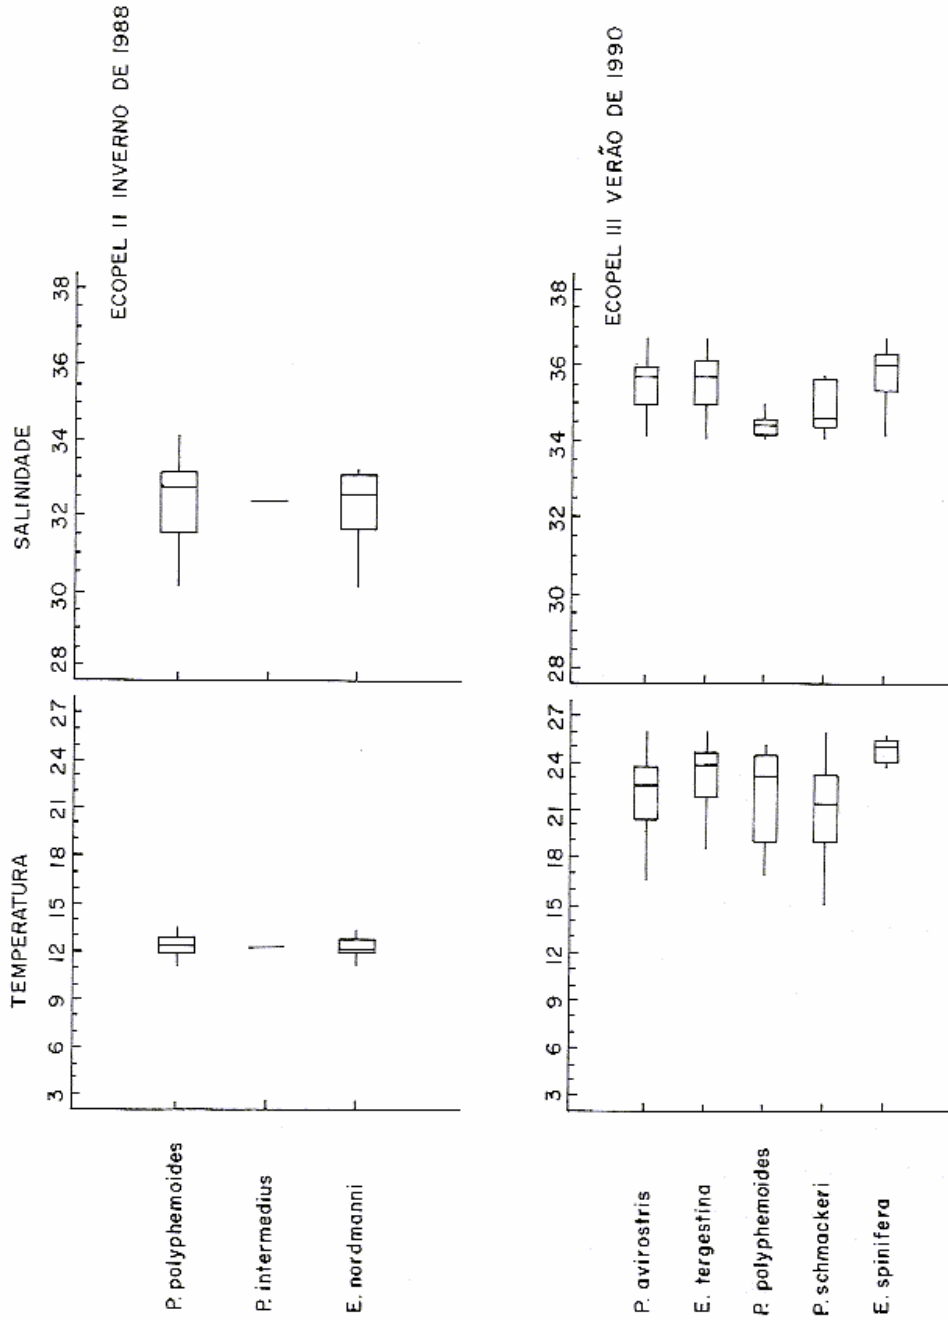 TEMPERATURA
SALINIDADE
3 6 9 12 15 18 21 24 27
28 30 32 34 36 38
ECOPEL II INVERNO DE 1988
P. polyphemoides
P. intermedius
E. nordmanni
3 6 9 12 15 18 21 24 27
28 30 32 34 36 38
ECOPEL III VERÃO DE 1990
P. avirostris
E. tergestina
P. polyphemoides
P. schmackeri
E. spinifera